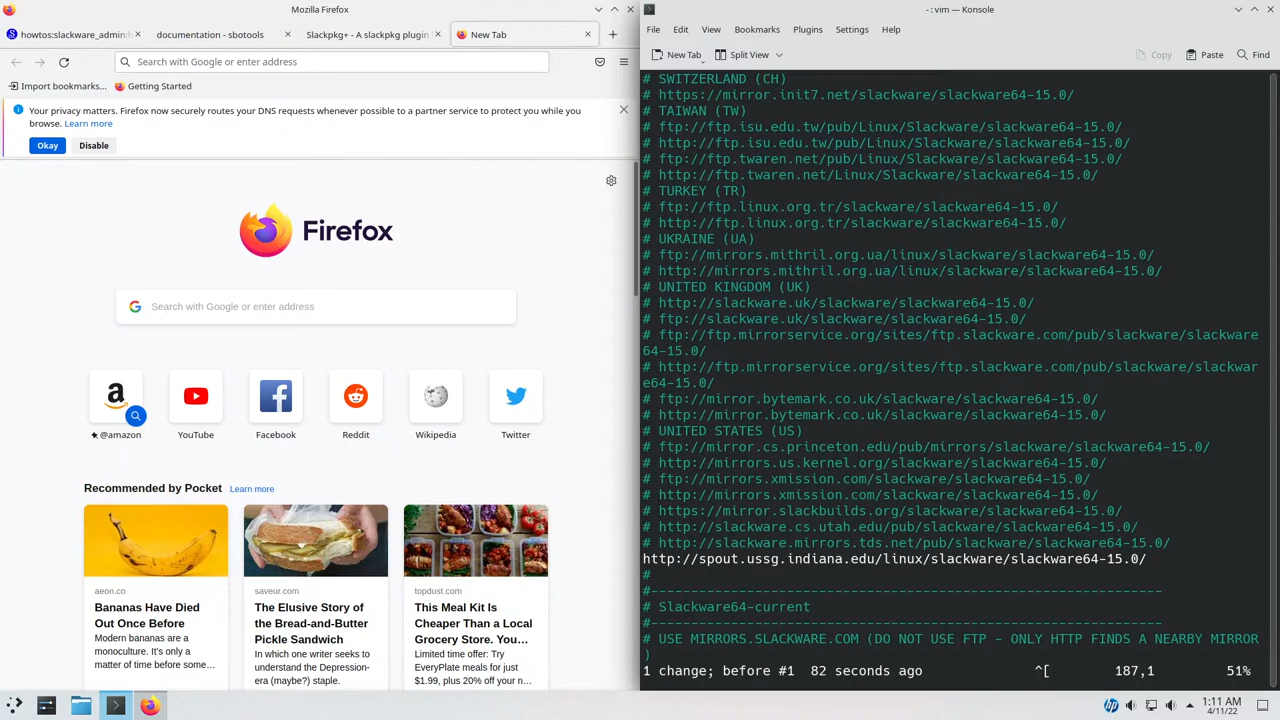 Mozilla Firefox
howtos:slackware_admin:h
documentation - sbotools
Slackpkg+ - A slackpkg plugin
New Tab
Search with Google or enter address
Import bookmarks...
Getting Started
Your privacy matters. Firefox now securely routes your DNS requests whenever possible to a partner service to protect you while you
browse. Learn more
Okay
Disable
Firefox
Search with Google or enter address
@amazon
YouTube
Facebook
Reddit
Wikipedia
Twitter
Recommended by Pocket Learn more
aeon.co
Bananas Have Died
Out Once Before
Modern bananas are a
monoculture. It's only a
matter of time before some…
saveur.com
The Elusive Story of
the Bread-and-Butter
Pickle Sandwich
In which one writer seeks to
understand the Depression-
era (maybe?) staple.
topdust.com
This Meal Kit Is
Cheaper Than a Local
Grocery Store. You…
Limited time offer: Try
EveryPlate meals for just
$1.99, plus 20% off your n…
- : vim — Konsole
File Edit View Bookmarks Plugins Settings Help
New Tab
Split View
Copy
Paste
Find
# SWITZERLAND (CH)
# https://mirror.init7.net/slackware/slackware64-15.0/
# TAIWAN (TW)
# ftp://ftp.isu.edu.tw/pub/Linux/Slackware/slackware64-15.0/
# http://ftp.isu.edu.tw/pub/Linux/Slackware/slackware64-15.0/
# ftp://ftp.twaren.net/pub/Linux/Slackware/slackware64-15.0/
# http://ftp.twaren.net/Linux/Slackware/slackware64-15.0/
# TURKEY (TR)
# ftp://ftp.linux.org.tr/slackware/slackware64-15.0/
# http://ftp.linux.org.tr/slackware/slackware64-15.0/
# UKRAINE (UA)
# ftp://mirrors.mithril.org.ua/linux/slackware/slackware64-15.0/
# http://mirrors.mithril.org.ua/linux/slackware/slackware64-15.0/
# UNITED KINGDOM (UK)
# http://slackware.uk/slackware/slackware64-15.0/
# ftp://slackware.uk/slackware/slackware64-15.0/
# ftp://ftp.mirrorservice.org/sites/ftp.slackware.com/pub/slackware/slackware
64-15.0/
# http://ftp.mirrorservice.org/sites/ftp.slackware.com/pub/slackware/slackwar
e64-15.0/
# ftp://mirror.bytemark.co.uk/slackware/slackware64-15.0/
# http://mirror.bytemark.co.uk/slackware/slackware64-15.0/
# UNITED STATES (US)
# ftp://mirror.cs.princeton.edu/pub/mirrors/slackware/slackware64-15.0/
# http://mirrors.us.kernel.org/slackware/slackware64-15.0/
# ftp://mirrors.xmission.com/slackware/slackware64-15.0/
# http://mirrors.xmission.com/slackware/slackware64-15.0/
# https://mirror.slackbuilds.org/slackware/slackware64-15.0/
# http://slackware.cs.utah.edu/pub/slackware/slackware64-15.0/
# http://slackware.mirrors.tds.net/pub/slackware/slackware64-15.0/
http://spout.ussg.indiana.edu/linux/slackware/slackware64-15.0/
#
#----------------------------------------------------------------
# Slackware64-current
#----------------------------------------------------------------
# USE MIRRORS.SLACKWARE.COM (DO NOT USE FTP - ONLY HTTP FINDS A NEARBY MIRROR
)
1 change; before #1  82 seconds ago ^[ 187,1 51%
1:11 AM
4/11/22